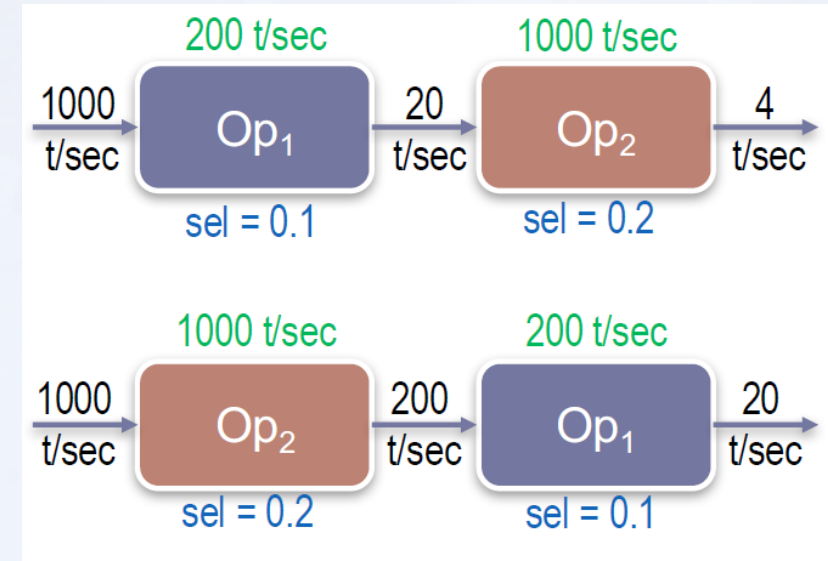 200 t/sec 1000 t/sec
1000 20 4
Op₁ Op₂
t/sec t/sec t/sec
sel = 0.1 sel = 0.2
1000 t/sec 200 t/sec
1000 200 20
Op₂ Op₁
t/sec t/sec t/sec
sel = 0.2 sel = 0.1